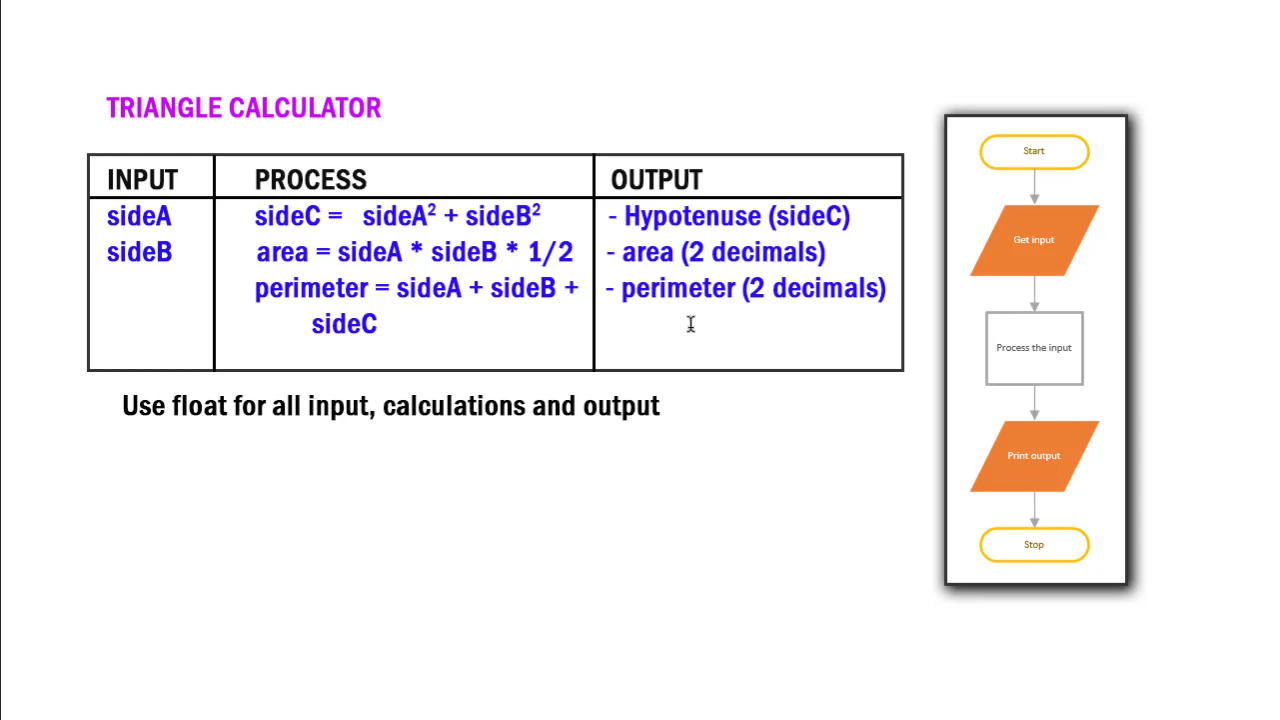 TRIANGLE CALCULATOR
INPUT
PROCESS
OUTPUT
sideA
sideC = sideA² + sideB²
- Hypotenuse (sideC)
sideB
area = sideA * sideB * 1/2
- area (2 decimals)
perimeter = sideA + sideB +
- perimeter (2 decimals)
sideC
Use float for all input, calculations and output
Start
Get input
Process the input
Print output
Stop